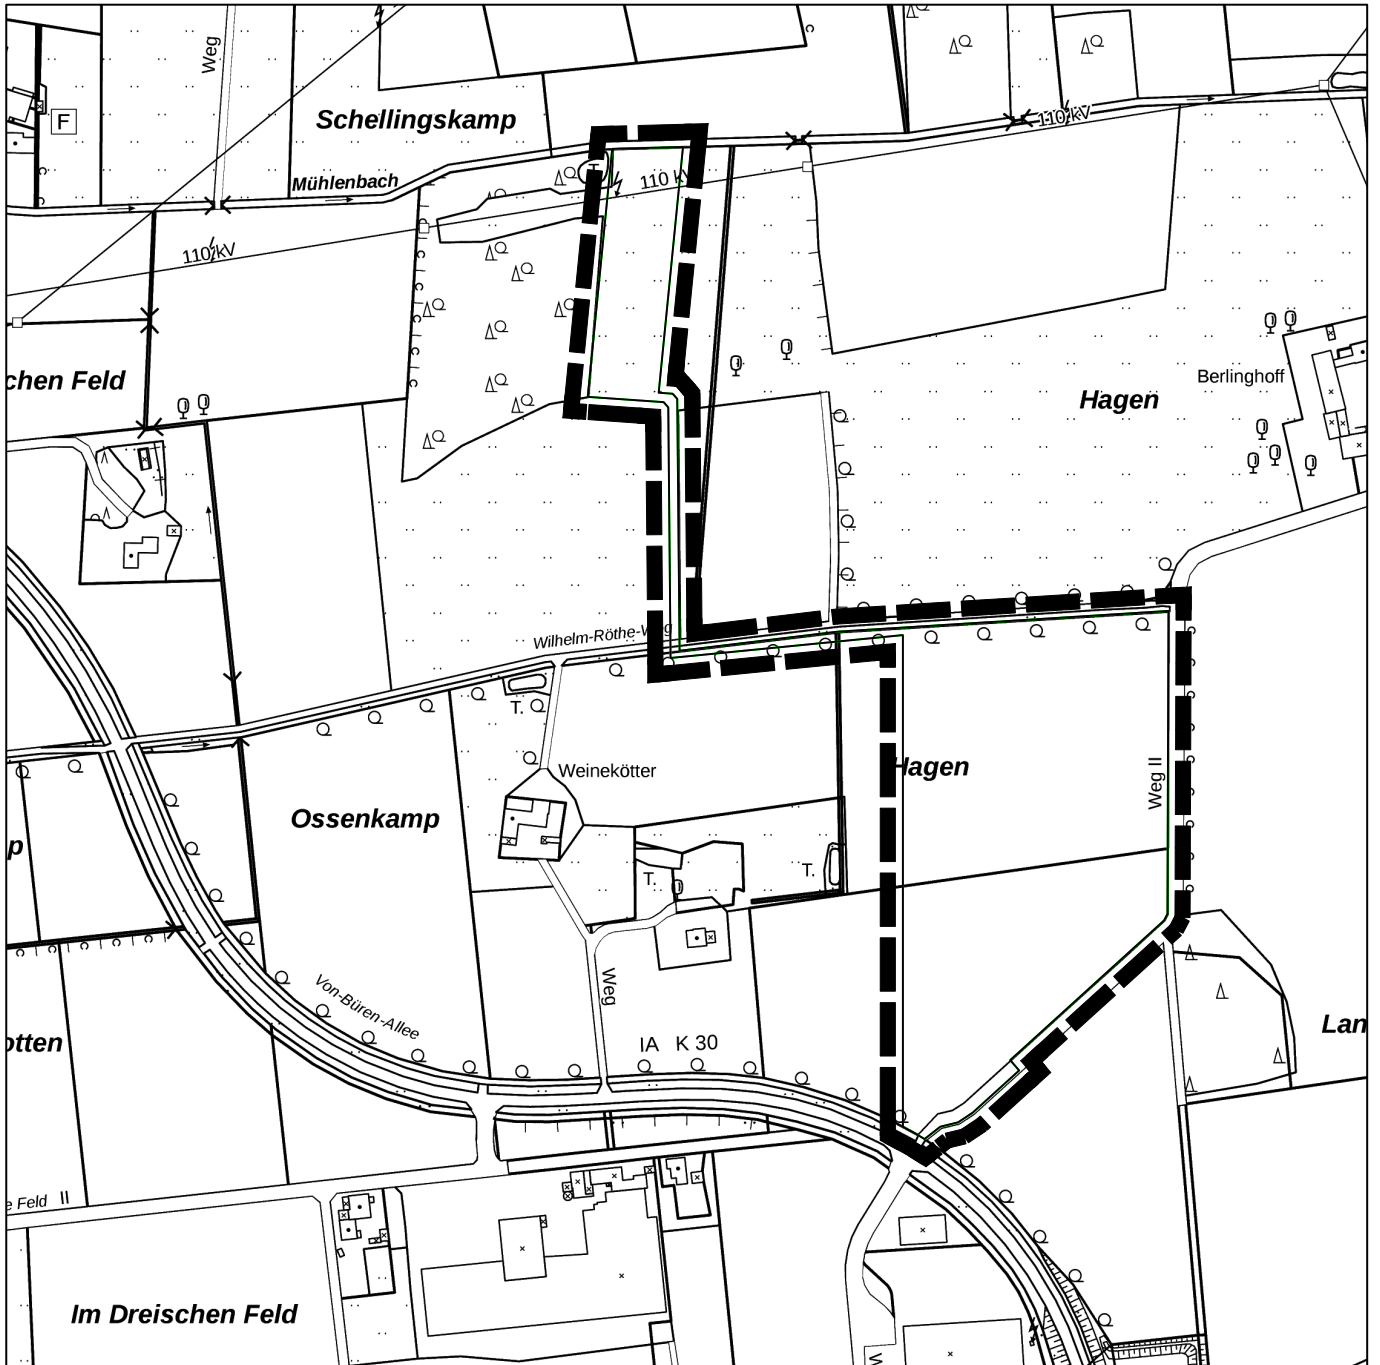 Weg
F
Schellingskamp
Mühlenbach
110 kV
110 kV
110 kV
chen Feld
Berlinghoff
Hagen
Wilhelm-Röthe-Weg
T.
Weinekötter
Hagen
Weg II
Ossenkamp
p
T.
T.
Von-Büren-Allee
Weg
IA K 30
otten
Lan
e Feld II
Im Dreischen Feld
W